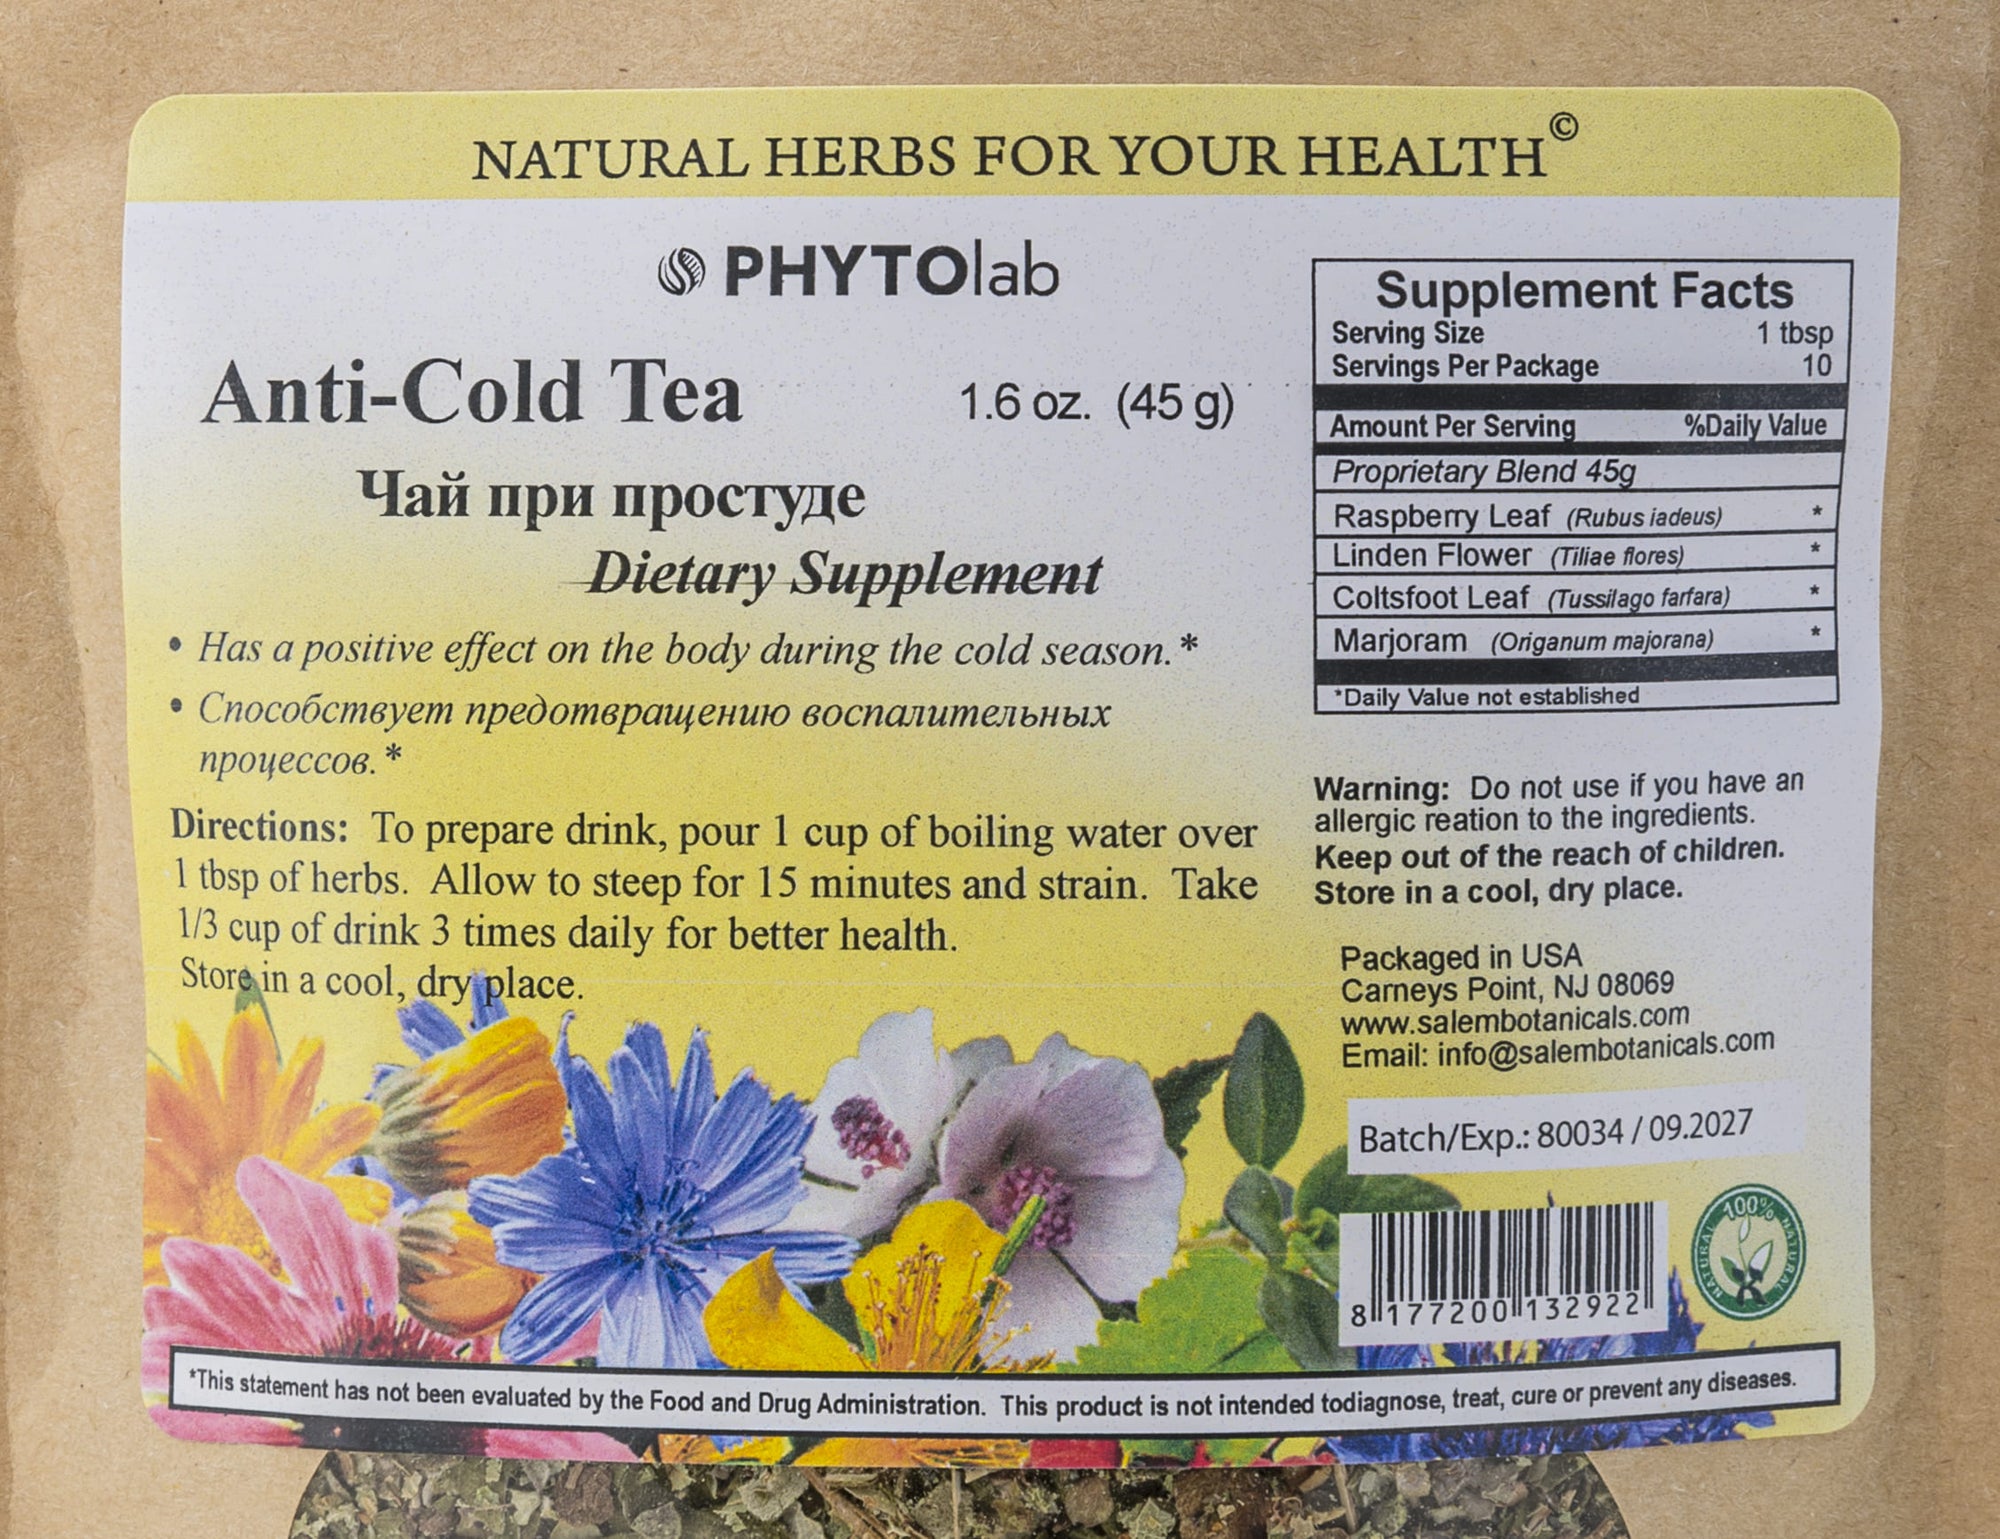 NATURAL HERBS FOR YOUR HEALTH©
PHYTOlab
Anti-Cold Tea 1.6 oz. (45 g)
Чай при простуде
Dietary Supplement
• Has a positive effect on the body during the cold season.*
• Способствует предотвращению воспалительных
процессов.*
Directions: To prepare drink, pour 1 cup of boiling water over
1 tbsp of herbs. Allow to steep for 15 minutes and strain. Take
1/3 cup of drink 3 times daily for better health.
Store in a cool, dry place.
Supplement Facts
Serving Size 1 tbsp
Servings Per Package 10
Amount Per Serving %Daily Value
Proprietary Blend 45g
Raspberry Leaf (Rubus iadeus) *
Linden Flower (Tiliae flores) *
Coltsfoot Leaf (Tussilago farfara) *
Marjoram (Origanum majorana) *
*Daily Value not established
Warning: Do not use if you have an
allergic reation to the ingredients.
Keep out of the reach of children.
Store in a cool, dry place.
Packaged in USA
Carneys Point, NJ 08069
www.salembotanicals.com
Email: info@salembotanicals.com
Batch/Exp.: 80034 / 09.2027
8 177200 132922
100% NATURAL
NATURAL
*This statement has not been evaluated by the Food and Drug Administration. This product is not intended todiagnose, treat, cure or prevent any diseases.